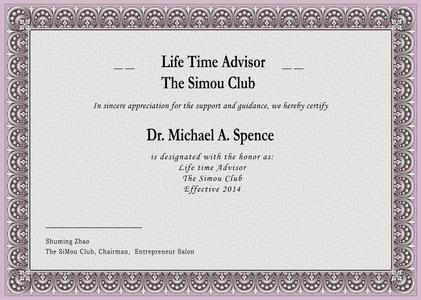 Life Time Advisor
The Simou Club
In sincere appreciation for the support and guidance, we hereby certify
Dr. Michael A. Spence
is designated with the honor as:
Life time Advisor
The Simou Club
Effective 2014
Shuming Zhao
The SiMou Club, Chairman, Entrepreneur Salon